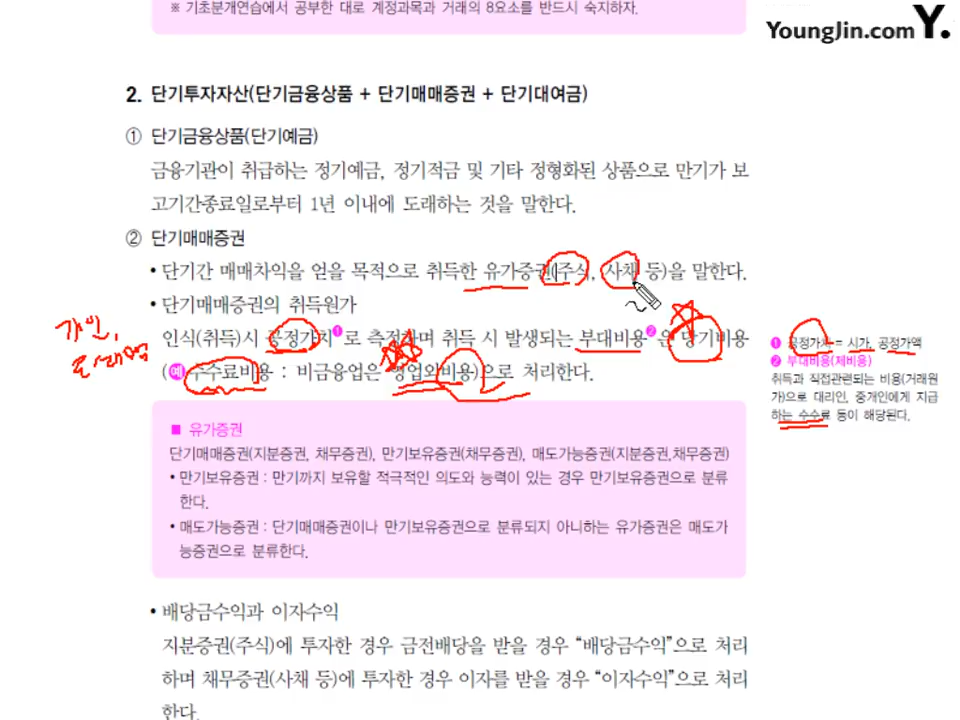 ※ 기초분개연습에서 공부한 대로 계정과목과 거래의 8요소를 반드시 숙지하자.
YoungJin.com Y.
2. 단기투자자산(단기금융상품 + 단기매매증권 + 단기대여금)
① 단기금융상품(단기예금)
금융기관이 취급하는 정기예금, 정기적금 및 기타 정형화된 상품으로 만기가 보
고기간종료일로부터 1년 이내에 도래하는 것을 말한다.
② 단기매매증권
• 단기간 매매차익을 얻을 목적으로 취득한 유가증권(주식, 사채 등)을 말한다.
• 단기매매증권의 취득원가
인식(취득)시 공정가치❶로 측정하며 취득 시 발생되는 부대비용❷은 당기비용
(예 수수료비용 : 비금융업은 영업외비용)으로 처리한다.
개인,
❶ 공정가치 = 시가, 공정가액
❷ 부대비용(제비용)
취득과 직접관련되는 비용(거래원
가)으로 대리인, 중개인에게 지급
하는 수수료 등이 해당된다.
■ 유가증권
단기매매증권(지분증권, 채무증권), 만기보유증권(채무증권), 매도가능증권(지분증권,채무증권)
• 만기보유증권 : 만기까지 보유할 적극적인 의도와 능력이 있는 경우 만기보유증권으로 분류
한다.
• 매도가능증권 : 단기매매증권이나 만기보유증권으로 분류되지 아니하는 유가증권은 매도가
능증권으로 분류한다.
• 배당금수익과 이자수익
지분증권(주식)에 투자한 경우 금전배당을 받을 경우 “배당금수익”으로 처리
하며 채무증권(사채 등)에 투자한 경우 이자를 받을 경우 “이자수익”으로 처리
한다.